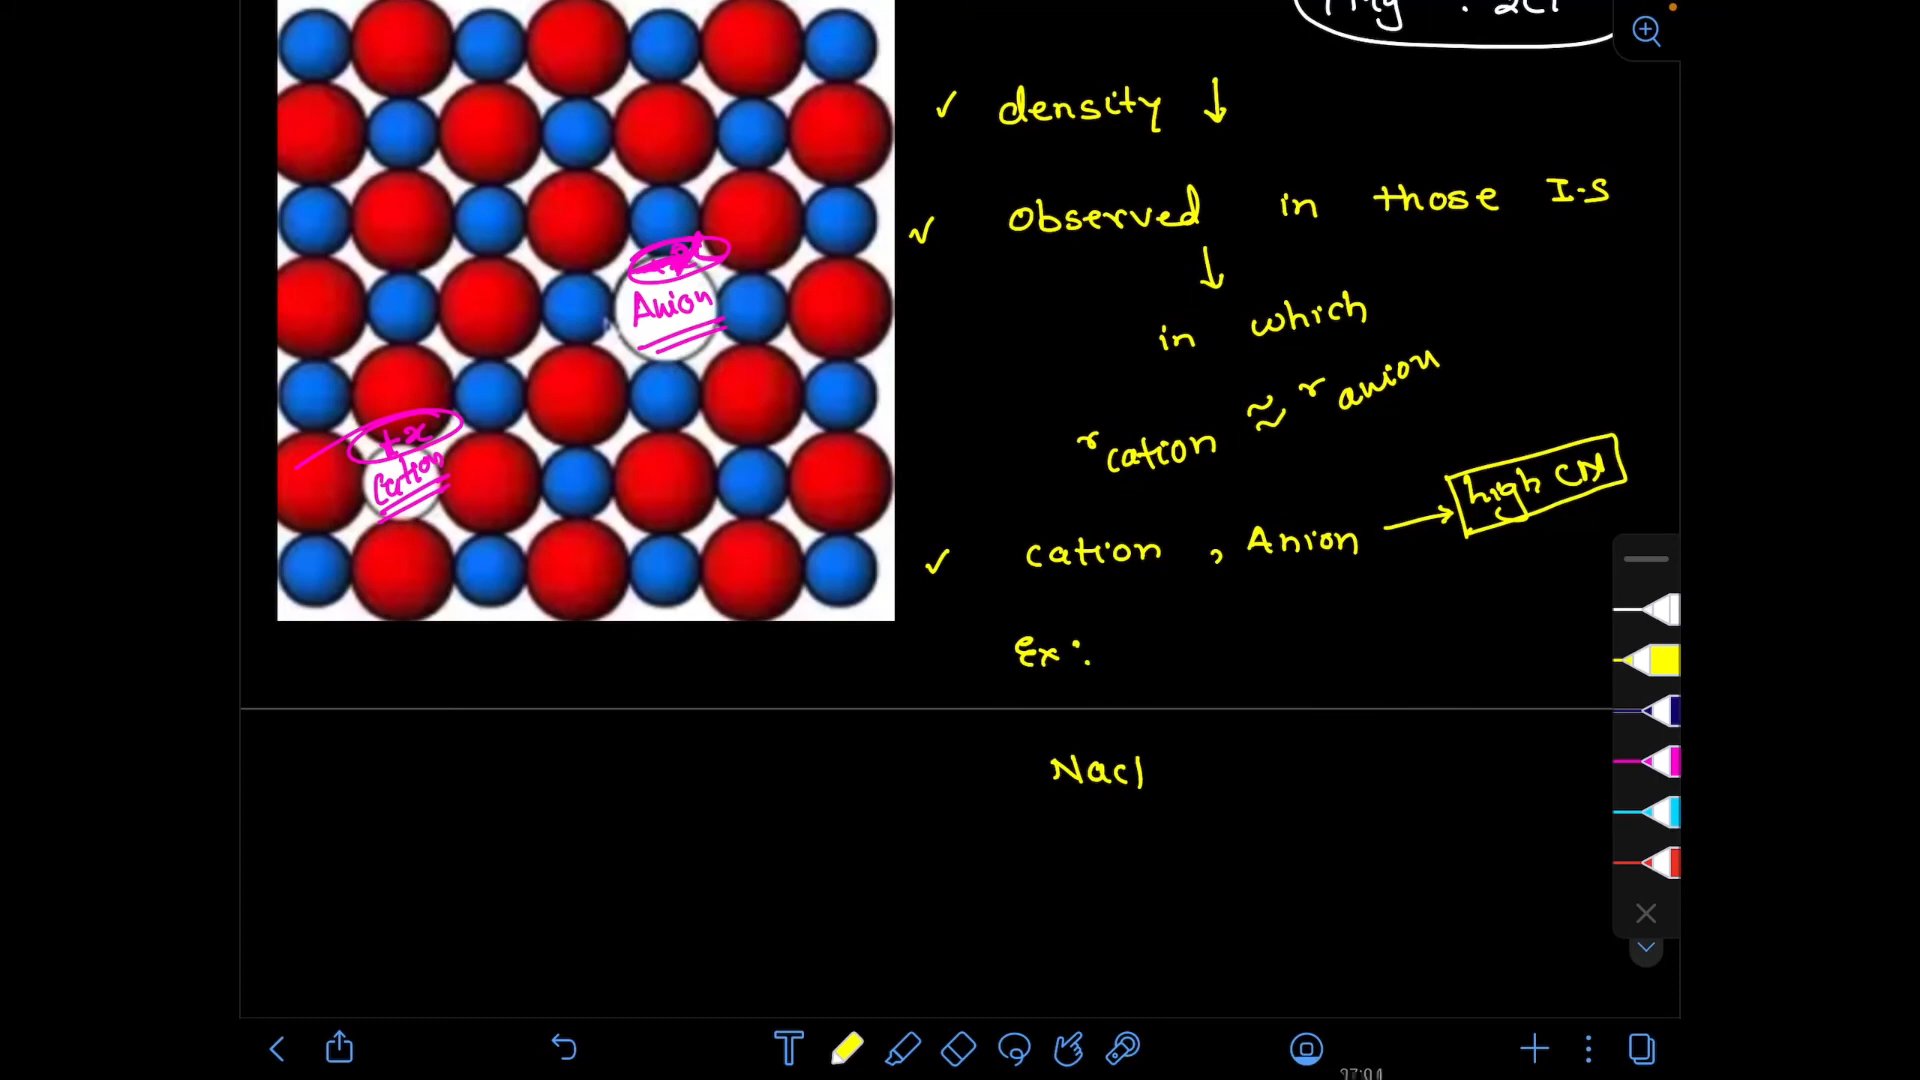 ✓ density ↓
✓ Observed in those I-S
↓
in which
r cation ≈ r anion
✓ cation , Anion → high CN
Ex :
Nacl
Anion
+x
Cation